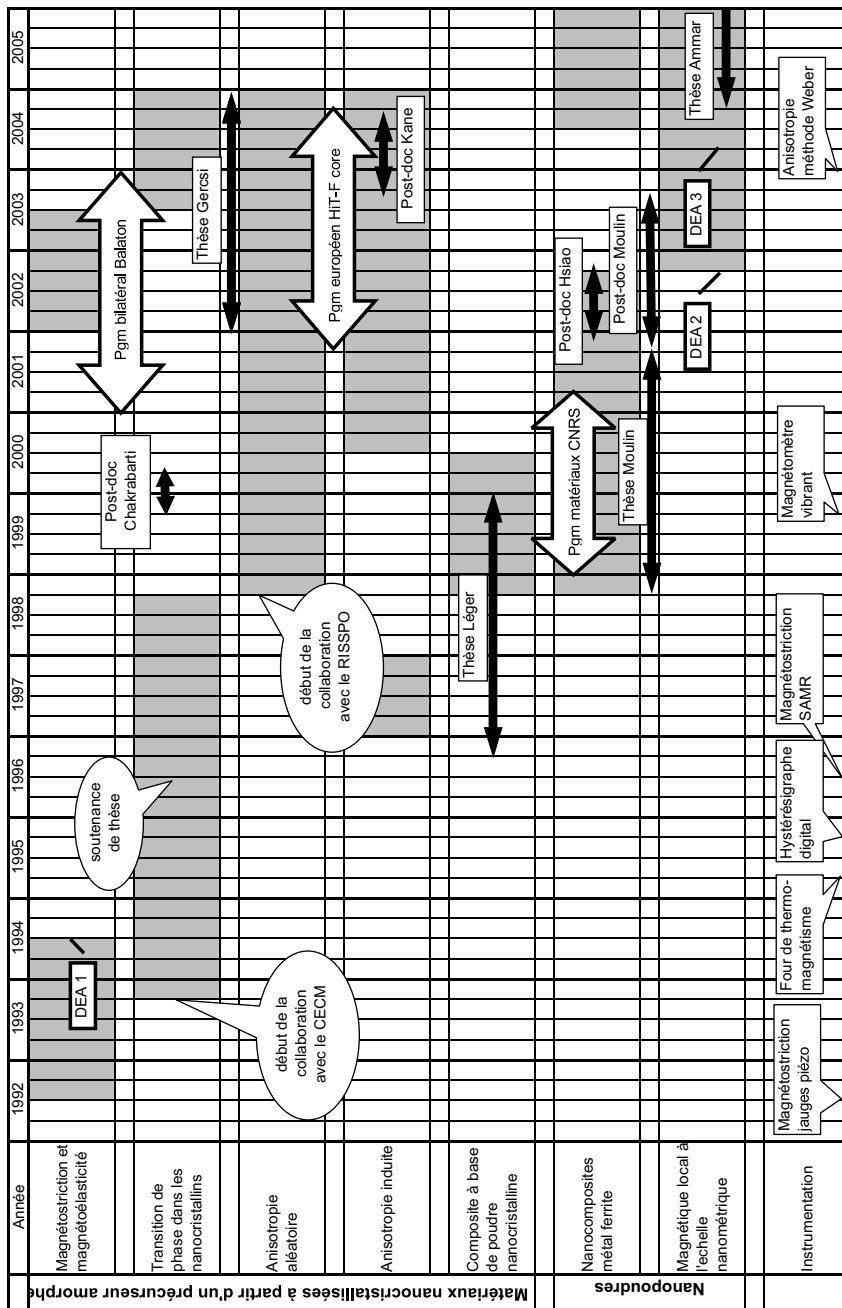 Année
1992
1993
1994
1995
1996
1997
1998
1999
2000
2001
2002
2003
2004
2005
Matériaux nanocristallisées à partir d'un précurseur amorphe
Magnétostriction et
magnétoélasticité
DEA 1
Pgm bilatéral Balaton
Transition de
phase dans les
nanocristallins
soutenance
de thèse
Post-doc
Chakrabarti
Anisotropie
aléatoire
début de la
collaboration
avec le CECM
Thèse Gercsi
Anisotropie induite
début de la
collaboration
avec le RISSPO
Pgm européen HiT-F core
Post-doc Kane
Composite à base
de poudre
nanocristalline
Thèse Léger
Nanopoudres
Nanocomposites
métal ferrite
Pgm matériaux CNRS
Post-doc Hsiao
Thèse Moulin
Post-doc Moulin
Magnétique local à
l'echelle
nanométrique
DEA 2
DEA 3
Thèse Ammar
Instrumentation
Magnétostriction
jauges piézo
Four de thermo-
magnétisme
Hystérésigraphe
digital
Magnétostriction
SAMR
Magnétomètre
vibrant
Anisotropie
méthode Weber